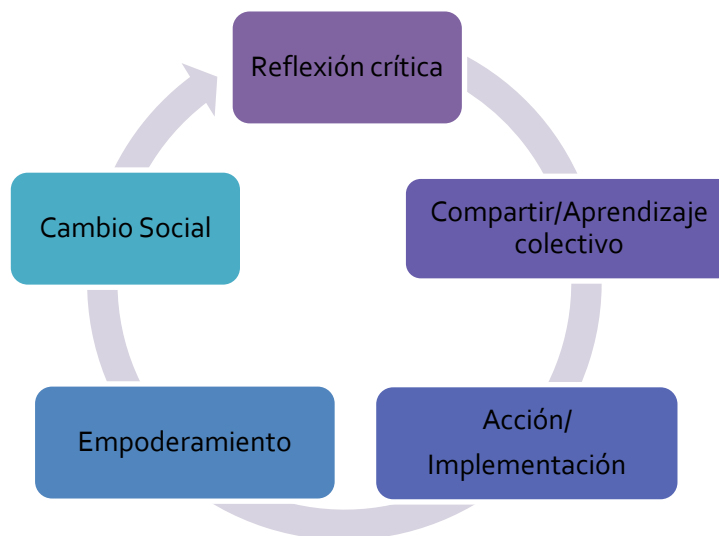 Reflexión crítica
Compartir/Aprendizaje
colectivo
Acción/
Implementación
Empoderamiento
Cambio Social